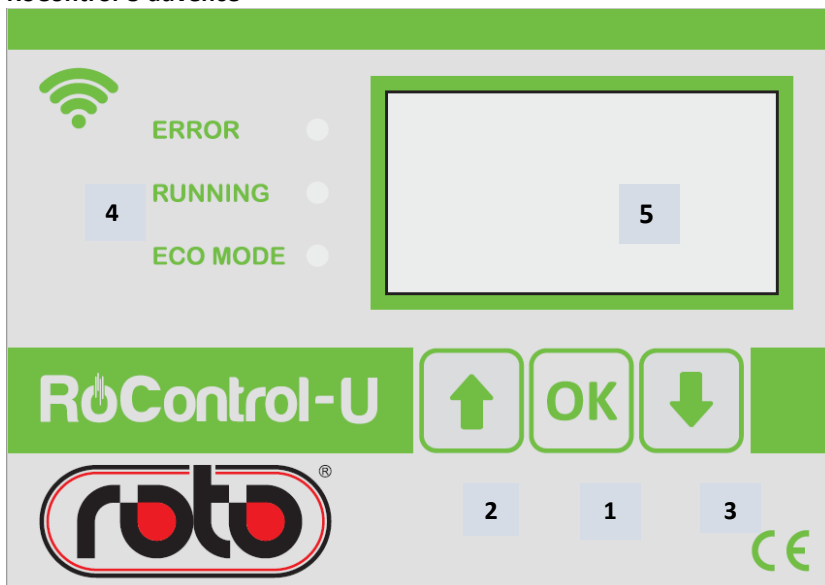 ERROR
RUNNING
4
5
ECO MODE
RoControl-U
OK
roto®
2 1 3
CE